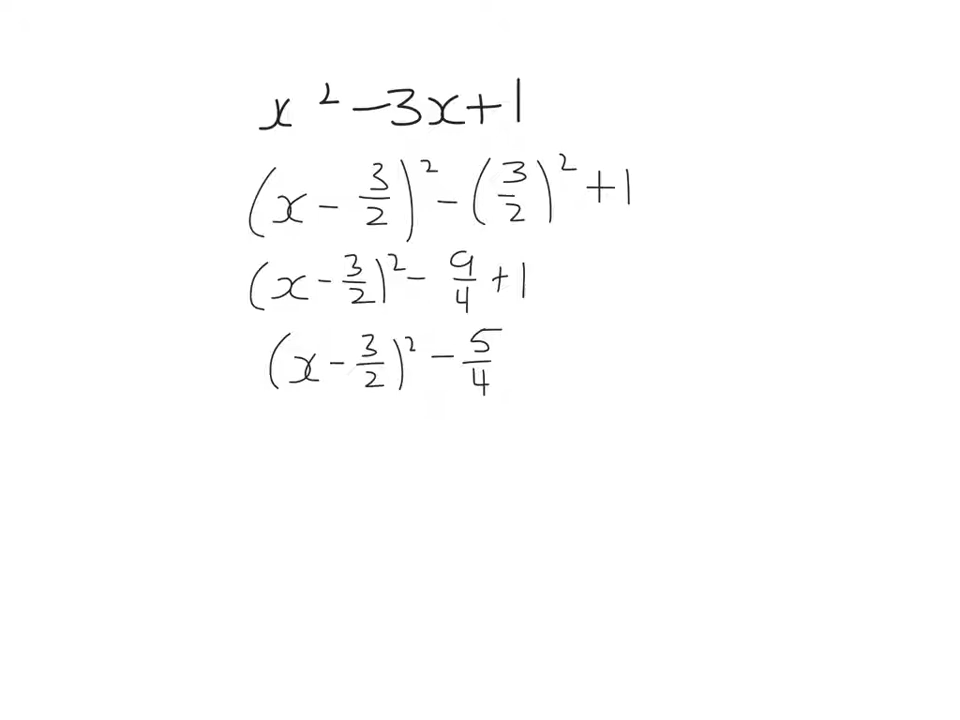 x² - 3x + 1
(x - 3/2)² - (3/2)² + 1
(x - 3/2)² - 9/4 + 1
(x - 3/2)² - 5/4